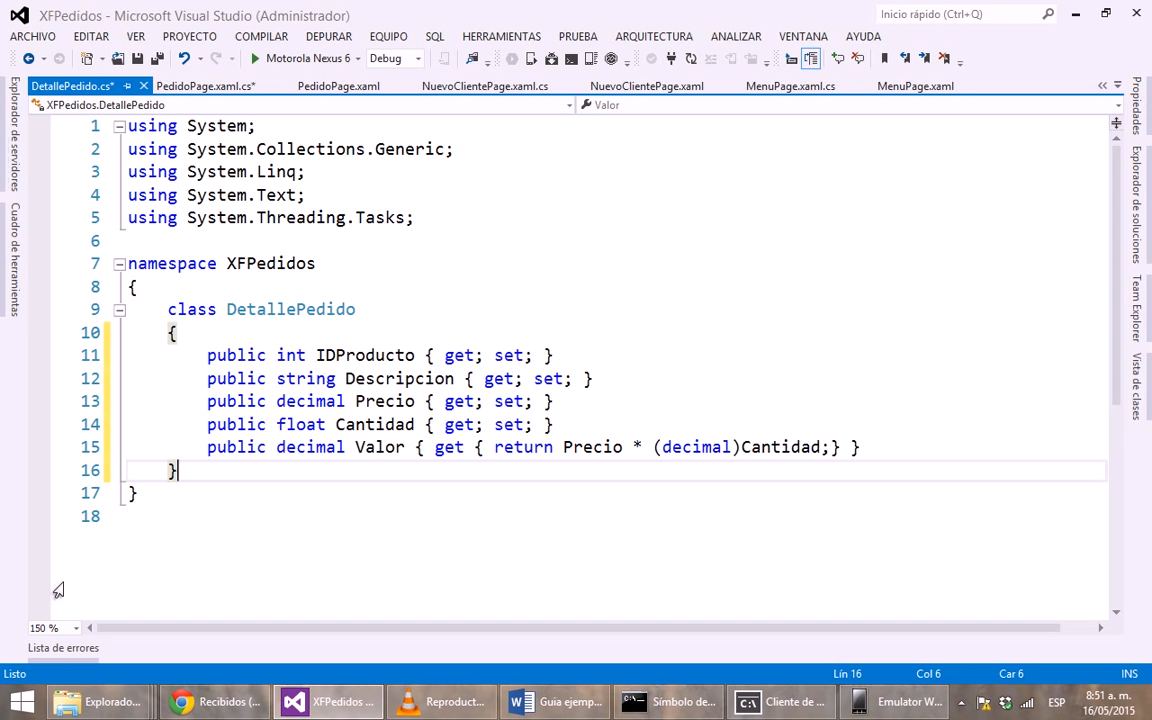 XFPedidos - Microsoft Visual Studio (Administrador)
Inicio rápido (Ctrl+Q)
ARCHIVO EDITAR VER PROYECTO COMPILAR DEPURAR EQUIPO SQL HERRAMIENTAS PRUEBA ARQUITECTURA ANALIZAR VENTANA AYUDA
Motorola Nexus 6 Debug
DetallePedido.cs* PedidoPage.xaml.cs* PedidoPage.xaml NuevoClientePage.xaml.cs NuevoClientePage.xaml MenuPage.xaml.cs MenuPage.xaml
XFPedidos.DetallePedido Valor
Explorador de servidores
Cuadro de herramientas
1 using System;
2 using System.Collections.Generic;
3 using System.Linq;
4 using System.Text;
5 using System.Threading.Tasks;
6
7 namespace XFPedidos
8 {
9 class DetallePedido
10 {
11 public int IDProducto { get; set; }
12 public string Descripcion { get; set; }
13 public decimal Precio { get; set; }
14 public float Cantidad { get; set; }
15 public decimal Valor { get { return Precio * (decimal)Cantidad;} }
16 }
17 }
18
Propiedades
Explorador de soluciones
Team Explorer
Vista de clases
150 %
Lista de errores
Listo Lín 16 Col 6 Car 6 INS
Explorado... Recibidos (... XFPedidos ... Reproduct... Guia ejemp... Símbolo de... Cliente de ... Emulator W... ESP 8:51 a. m.
16/05/2015